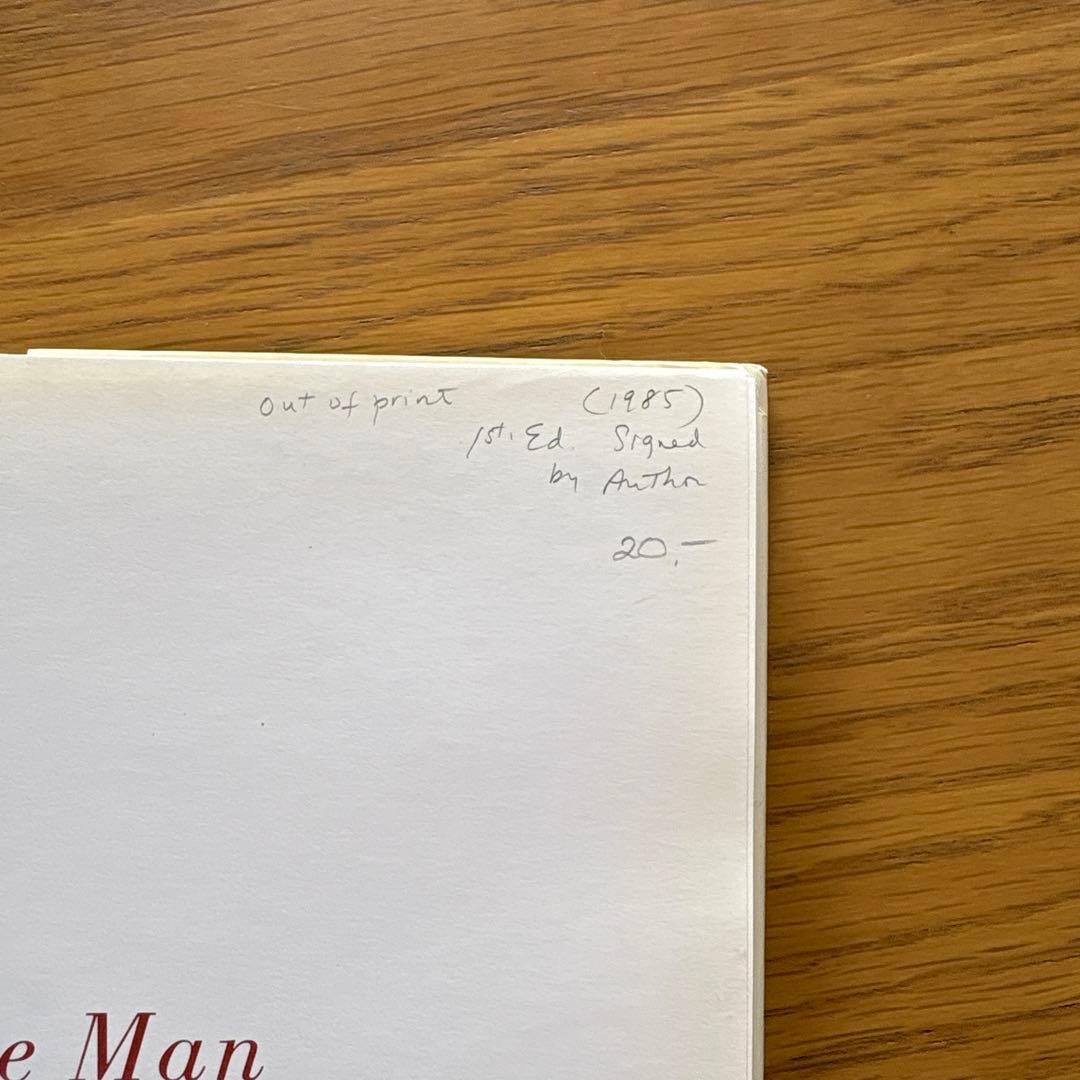 out of print (1985)
1st. Ed. Signed
by Author
20,—
e Man